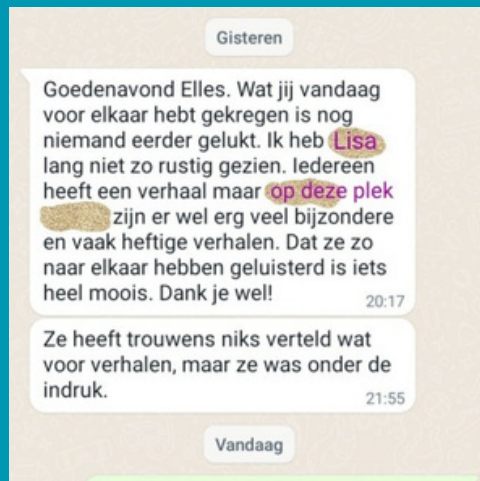 Gisteren
Goedenavond Elles. Wat jij vandaag
voor elkaar hebt gekregen is nog
niemand eerder gelukt. Ik heb Lisa
lang niet zo rustig gezien. Iedereen
heeft een verhaal maar op deze plek
zijn er wel erg veel bijzondere
en vaak heftige verhalen. Dat ze zo
naar elkaar hebben geluisterd is iets
heel moois. Dank je wel!
20:17
Ze heeft trouwens niks verteld wat
voor verhalen, maar ze was onder de
indruk.
21:55
Vandaag